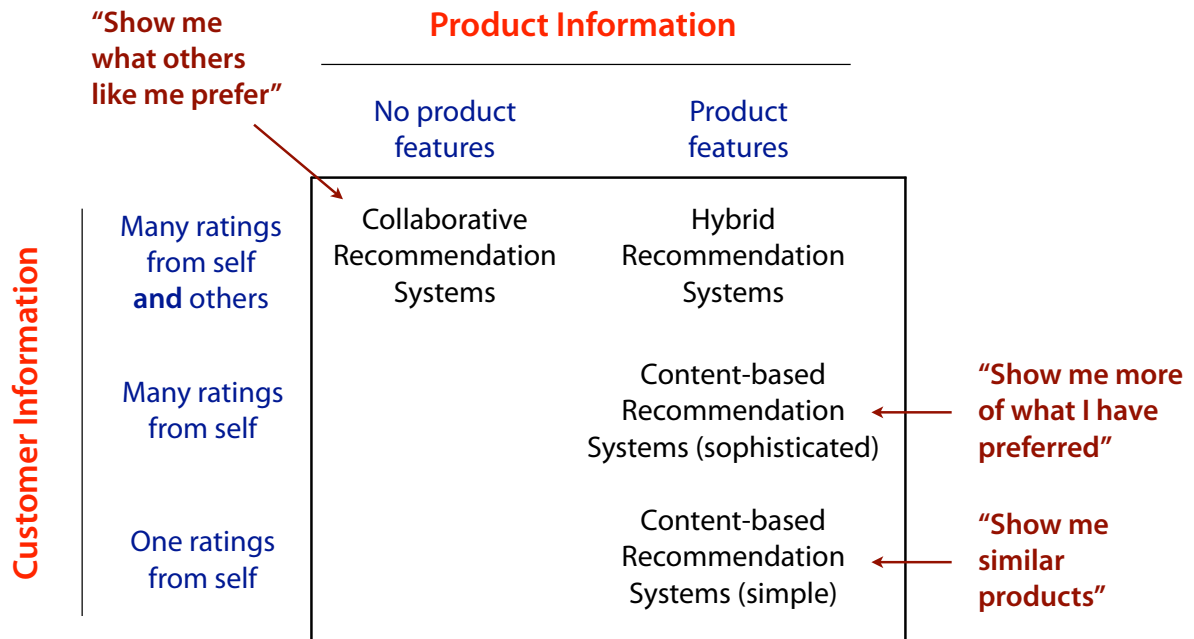 “Show me
what others
like me prefer”
Product Information
No product
features
Product
features
Customer Information
Many ratings
from self
and others
Collaborative
Recommendation
Systems
Hybrid
Recommendation
Systems
Many ratings
from self
Content-based
Recommendation
Systems (sophisticated)
“Show me more
of what I have
preferred”
One ratings
from self
Content-based
Recommendation
Systems (simple)
“Show me
similar
products”